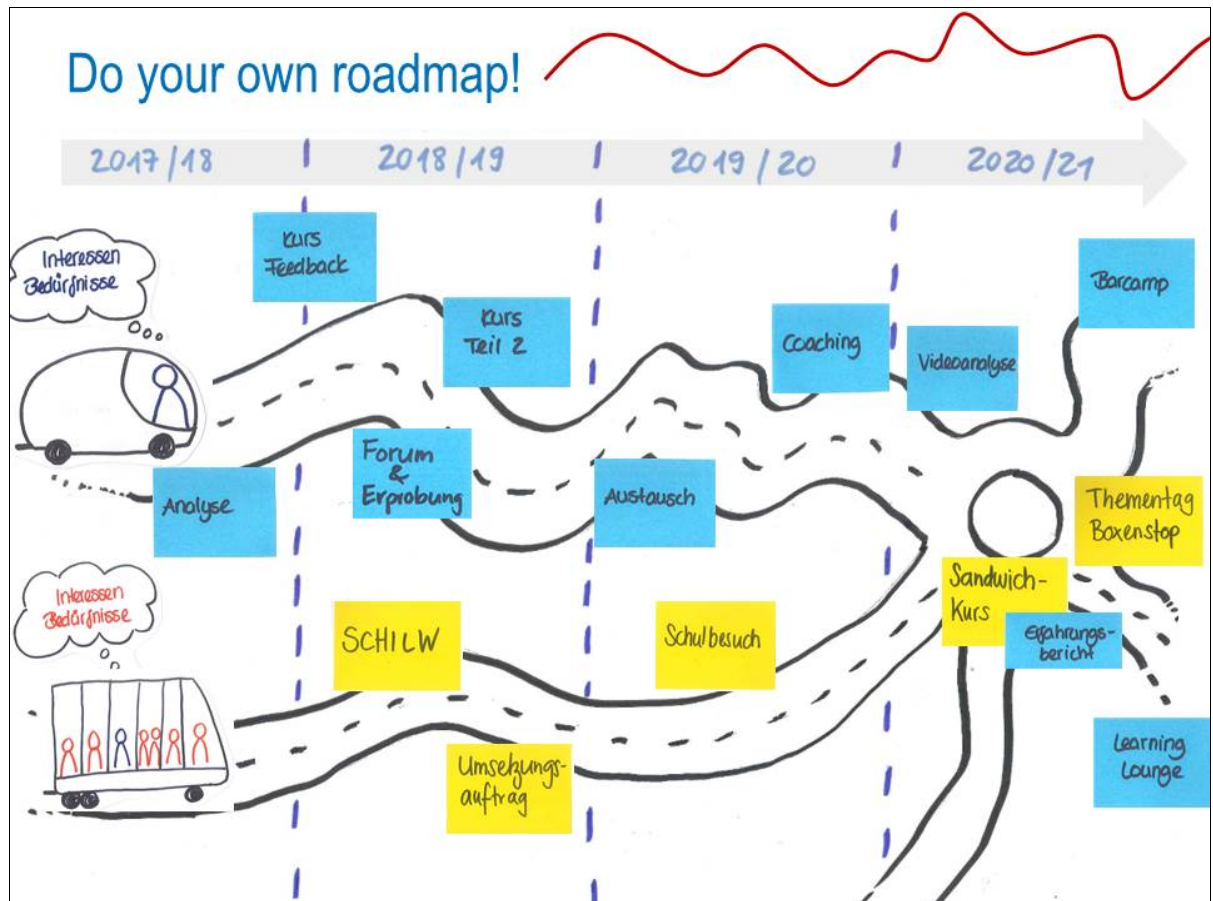 Do your own roadmap!
2017/18
2018/19
2019/20
2020/21
Kurs
Feedback
Interessen
Bedürfnisse
Kurs
Teil 2
Coaching
Videoanalyse
Barcamp
Analyse
Forum
&
Erprobung
Austausch
Thementag
Boxenstop
Interessen
Bedürfnisse
SCHILW
Schulbesuch
Sandwich-
Kurs
Erfahrungs-
bericht
Umsetzungs-
auftrag
Learning
Lounge